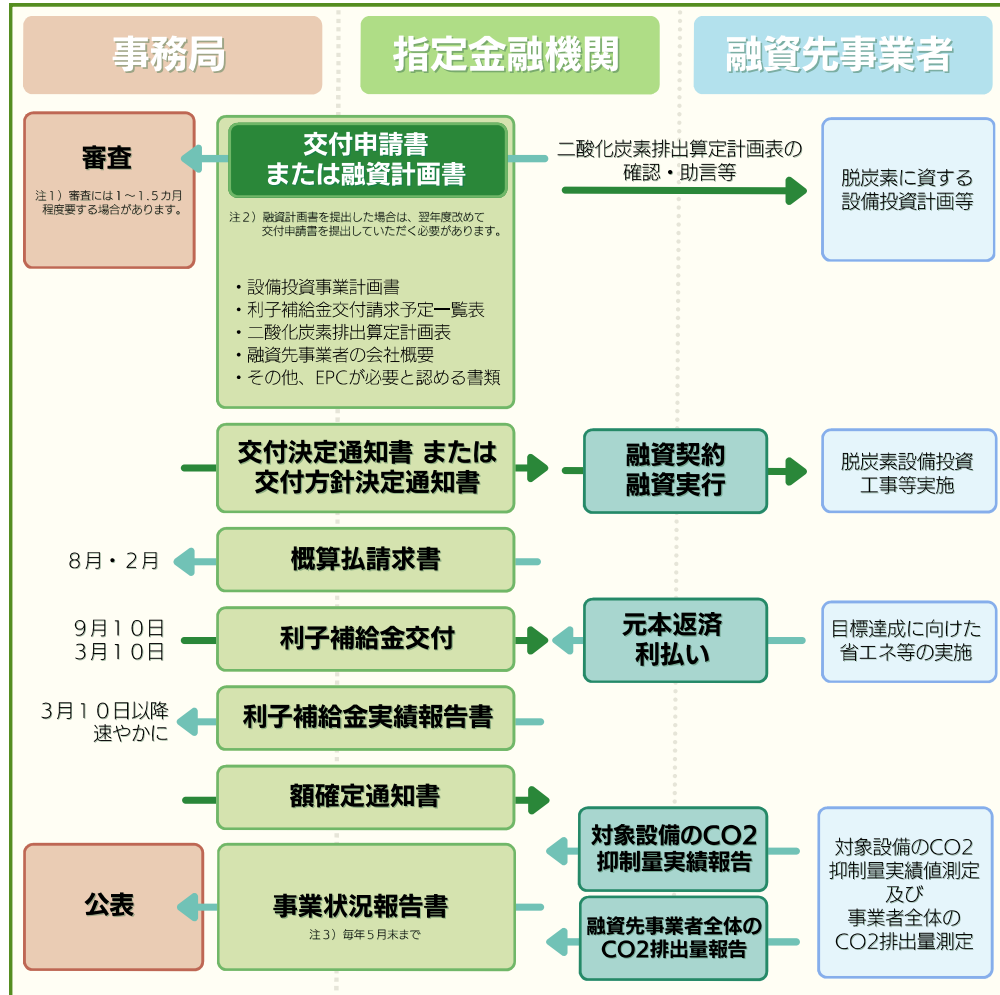 事務局
指定金融機関
融資先事業者
審査
注1）審査には１～１.５カ月
程度要する場合があります。
交付申請書
または融資計画書
注２）融資計画書を提出した場合は、翌年度改めて
交付申請書を提出していただく必要があります。
・設備投資事業計画書
・利子補給金交付請求予定一覧表
・二酸化炭素排出算定計画表
・融資先事業者の会社概要
・その他、EPCが必要と認める書類
二酸化炭素排出算定計画表の
確認・助言等
脱炭素に資する
設備投資計画等
交付決定通知書 または
交付方針決定通知書
融資契約
融資実行
脱炭素設備投資
工事等実施
８月・２月
概算払請求書
９月１０日
３月１０日
利子補給金交付
元本返済
利払い
目標達成に向けた
省エネ等の実施
３月１０日以降
速やかに
利子補給金実績報告書
額確定通知書
対象設備のCO2
抑制量実績報告
対象設備のCO2
抑制量実績値測定
及び
事業者全体の
CO2排出量測定
公表
事業状況報告書
注３）毎年５月末まで
融資先事業者全体の
CO2排出量報告